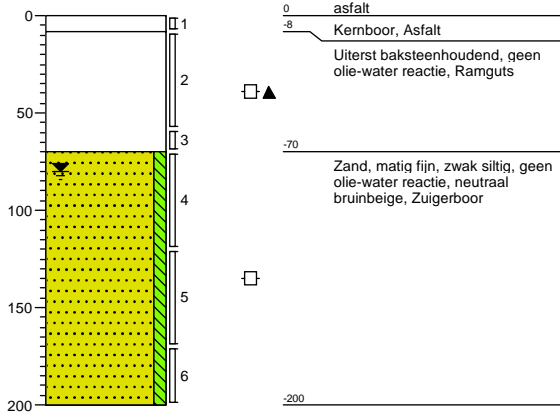 0
asfalt
0
-8
1
Kernboor, Asfalt
Uiterst baksteenhoudend, geen
olie-water reactie, Ramguts
2
50
3
-70
Zand, matig fijn, zwak siltig, geen
olie-water reactie, neutraal
bruinbeige, Zuigerboor
4
100
5
150
6
200
-200